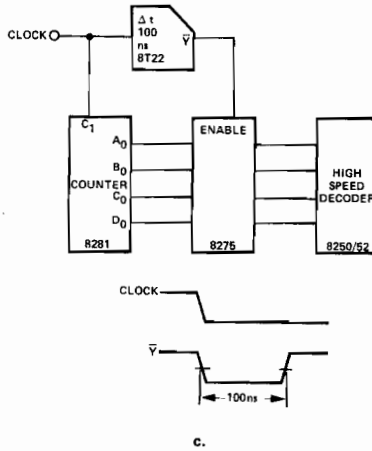 Δ t
100
ns
8T22
Y̅
CLOCK
C1
A0
B0
COUNTER
C0
D0
8281
ENABLE
8275
HIGH
SPEED
DECODER
8250/52
CLOCK
Y̅
100ns
c.